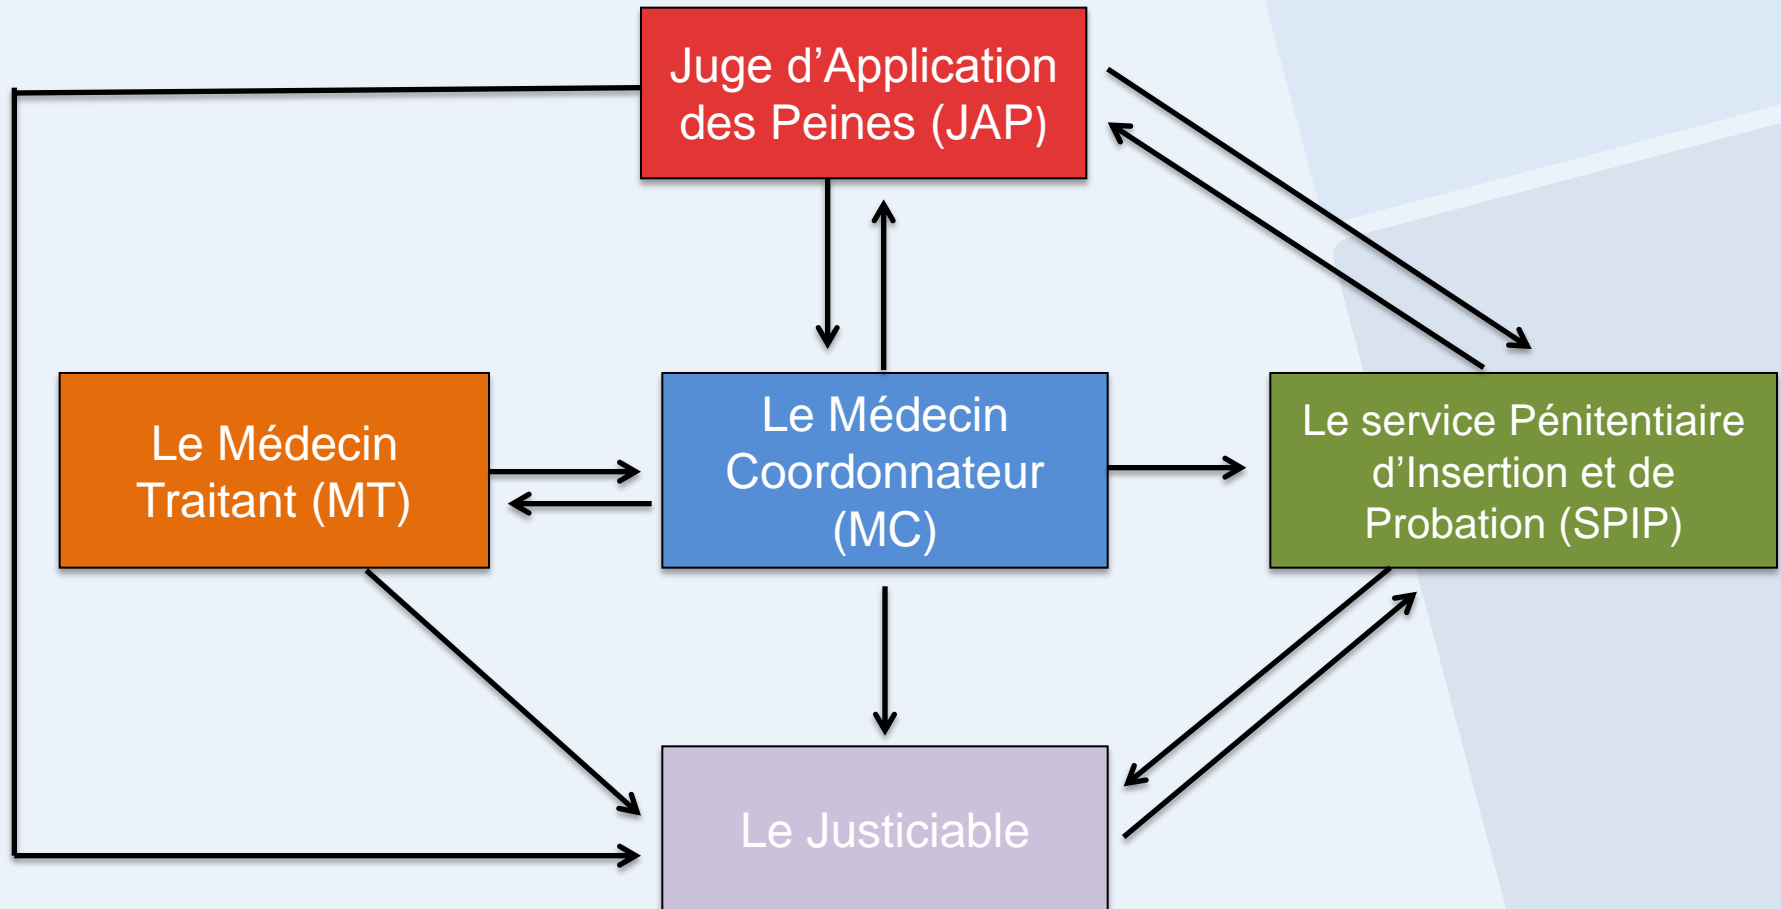 Juge d’Application
des Peines (JAP)
Le Médecin
Traitant (MT)
Le Médecin
Coordonnateur
(MC)
Le service Pénitentiaire
d’Insertion et de
Probation (SPIP)
Le Justiciable